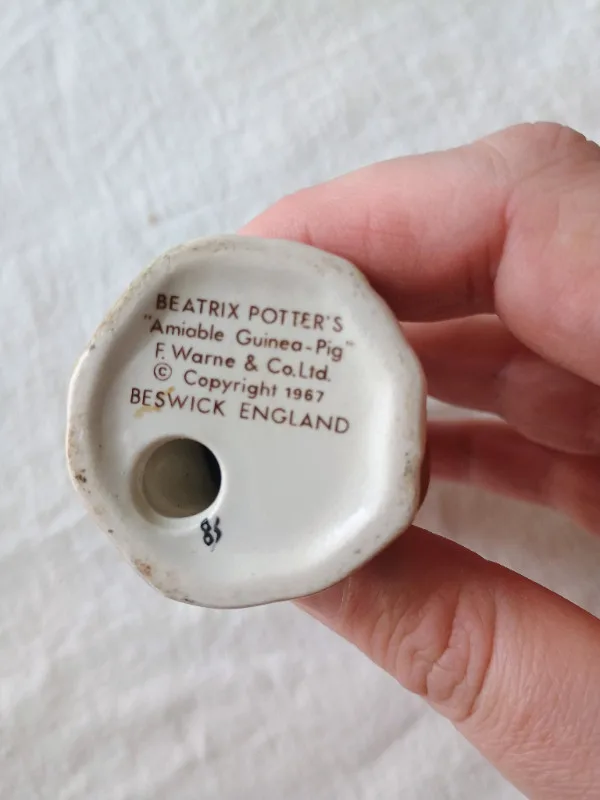 BEATRIX POTTER'S
"Amiable Guinea-Pig"
F. Warne & Co.Ltd.
© Copyright 1967
BESWICK ENGLAND